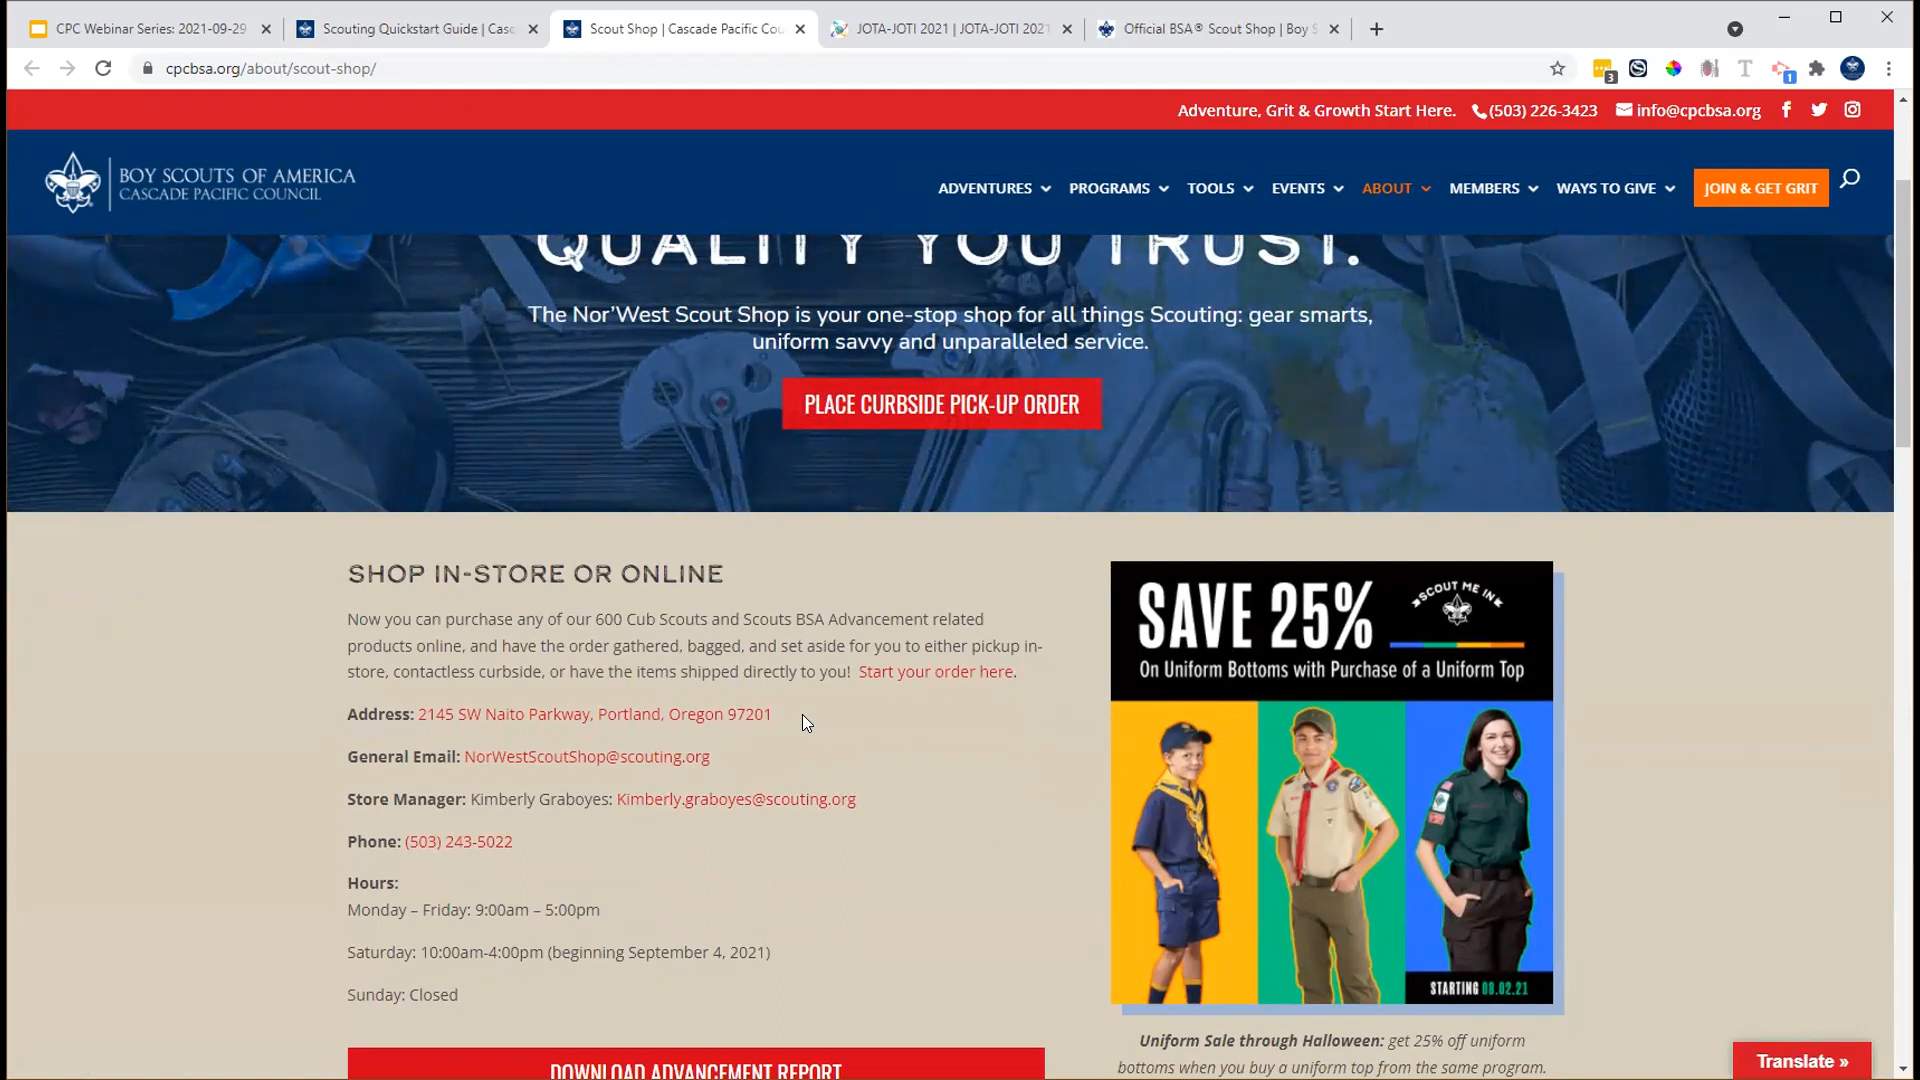 CPC Webinar Series: 2021-09-29
Scouting Quickstart Guide | Casc
Scout Shop | Cascade Pacific Cou
JOTA-JOTI 2021 | JOTA-JOTI 2021
Official BSA® Scout Shop | Boy S
cpcbsa.org/about/scout-shop/
3
1
Adventure, Grit & Growth Start Here. (503) 226-3423 info@cpcbsa.org
BOY SCOUTS OF AMERICA
CASCADE PACIFIC COUNCIL
ADVENTURES PROGRAMS TOOLS EVENTS ABOUT MEMBERS WAYS TO GIVE JOIN & GET GRIT
QUALITY YOU TRUST.
The Nor'West Scout Shop is your one-stop shop for all things Scouting: gear smarts,
uniform savvy and unparalleled service.
PLACE CURBSIDE PICK-UP ORDER
SHOP IN-STORE OR ONLINE
Now you can purchase any of our 600 Cub Scouts and Scouts BSA Advancement related
products online, and have the order gathered, bagged, and set aside for you to either pickup in-
store, contactless curbside, or have the items shipped directly to you! Start your order here.
Address: 2145 SW Naito Parkway, Portland, Oregon 97201
General Email: NorWestScoutShop@scouting.org
Store Manager: Kimberly Graboyes: Kimberly.graboyes@scouting.org
Phone: (503) 243-5022
Hours:
Monday – Friday: 9:00am – 5:00pm
Saturday: 10:00am-4:00pm (beginning September 4, 2021)
Sunday: Closed
DOWNLOAD ADVANCEMENT REPORT
SAVE 25%
SCOUT ME IN
On Uniform Bottoms with Purchase of a Uniform Top
STARTING 08.02.21
Uniform Sale through Halloween: get 25% off uniform
bottoms when you buy a uniform top from the same program.
Translate »